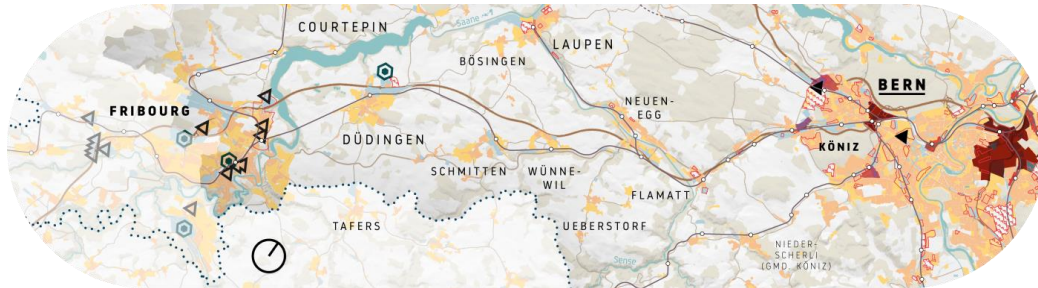 COURTEPIN
Saane
LAUPEN
BÖSINGEN
BERN
FRIBOURG
NEUEN-
EGG
DÜDINGEN
KÖNIZ
SCHMITTEN
WÜNNE-
WIL
FLAMATT
TAFERS
UEBERSTORF
NIEDER-
SCHERLI
(GMD. KÖNIZ)
Sense